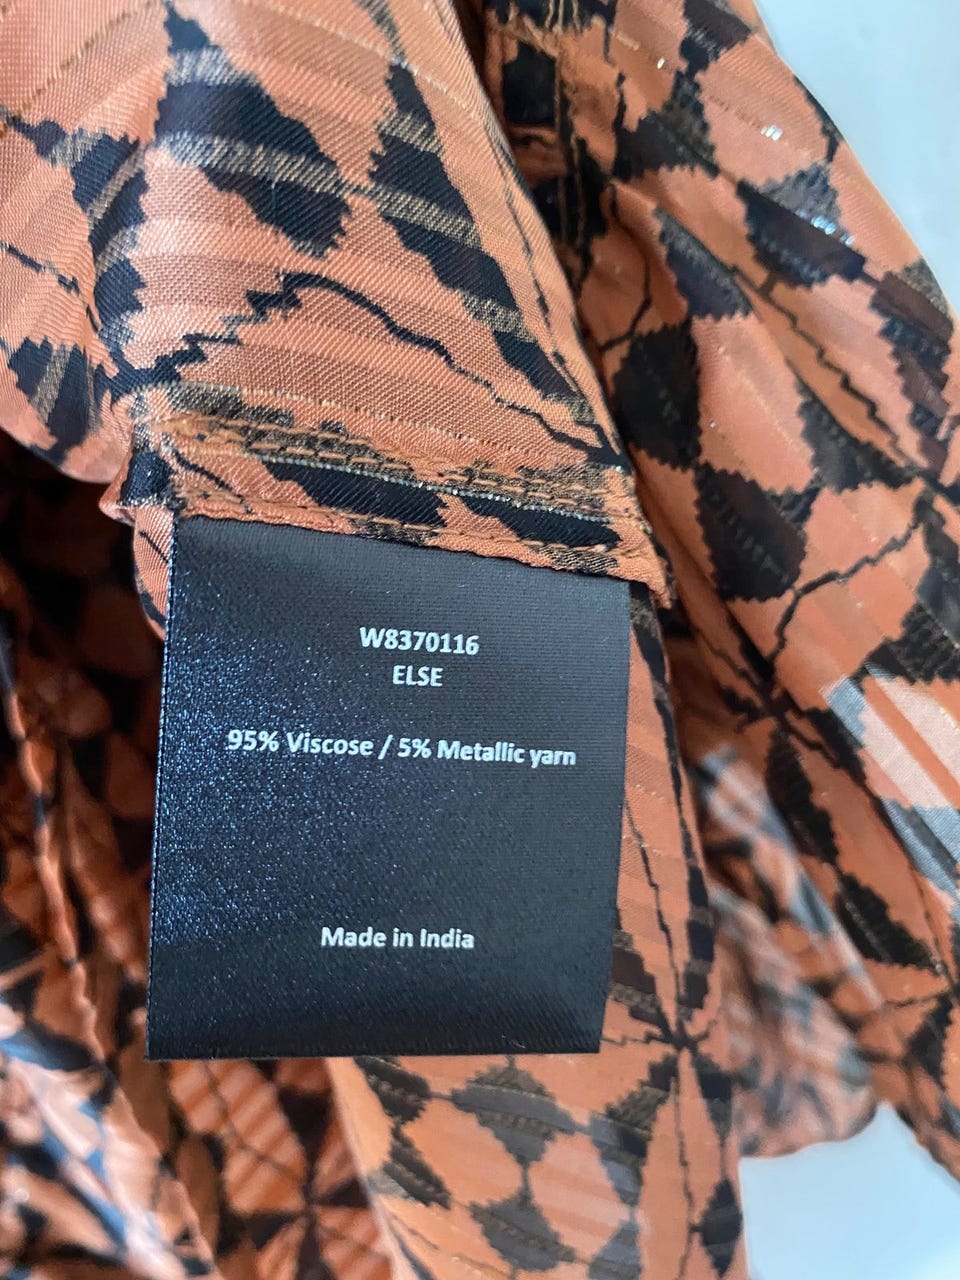 W8370116
ELSE
95% Viscose / 5% Metallic yarn
Made in India